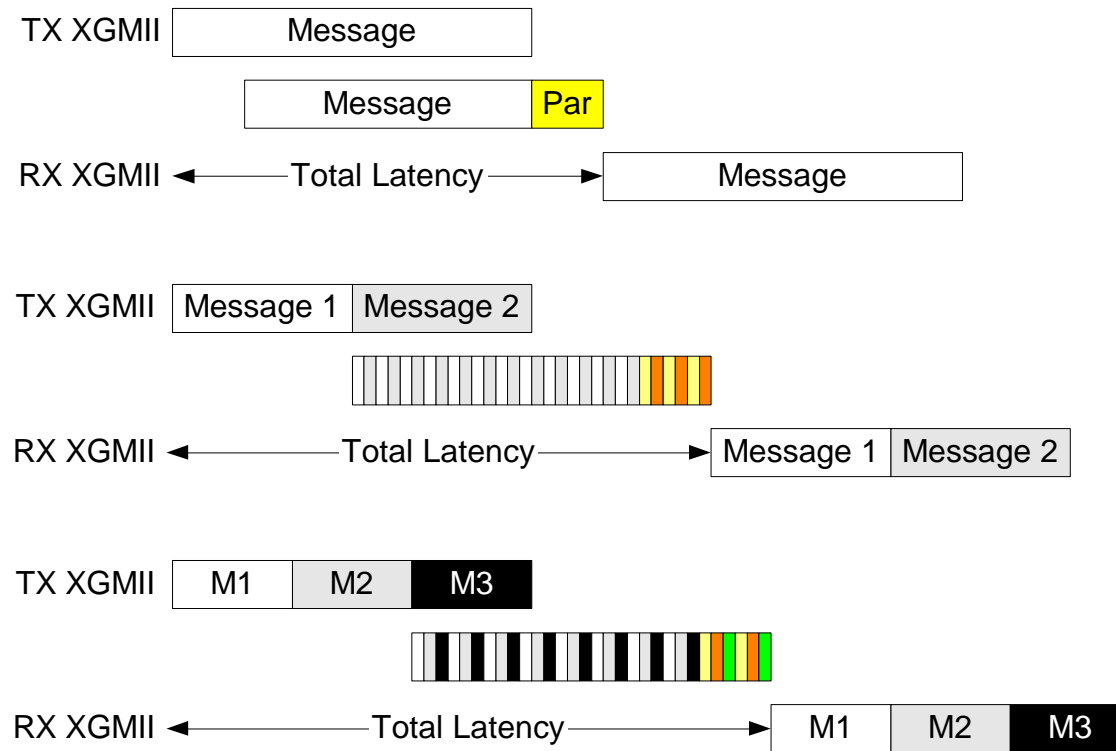 TX XGMII Message
Message Par
RX XGMII Total Latency Message
TX XGMII Message 1 Message 2
RX XGMII Total Latency Message 1 Message 2
TX XGMII M1 M2 M3
RX XGMII Total Latency M1 M2 M3